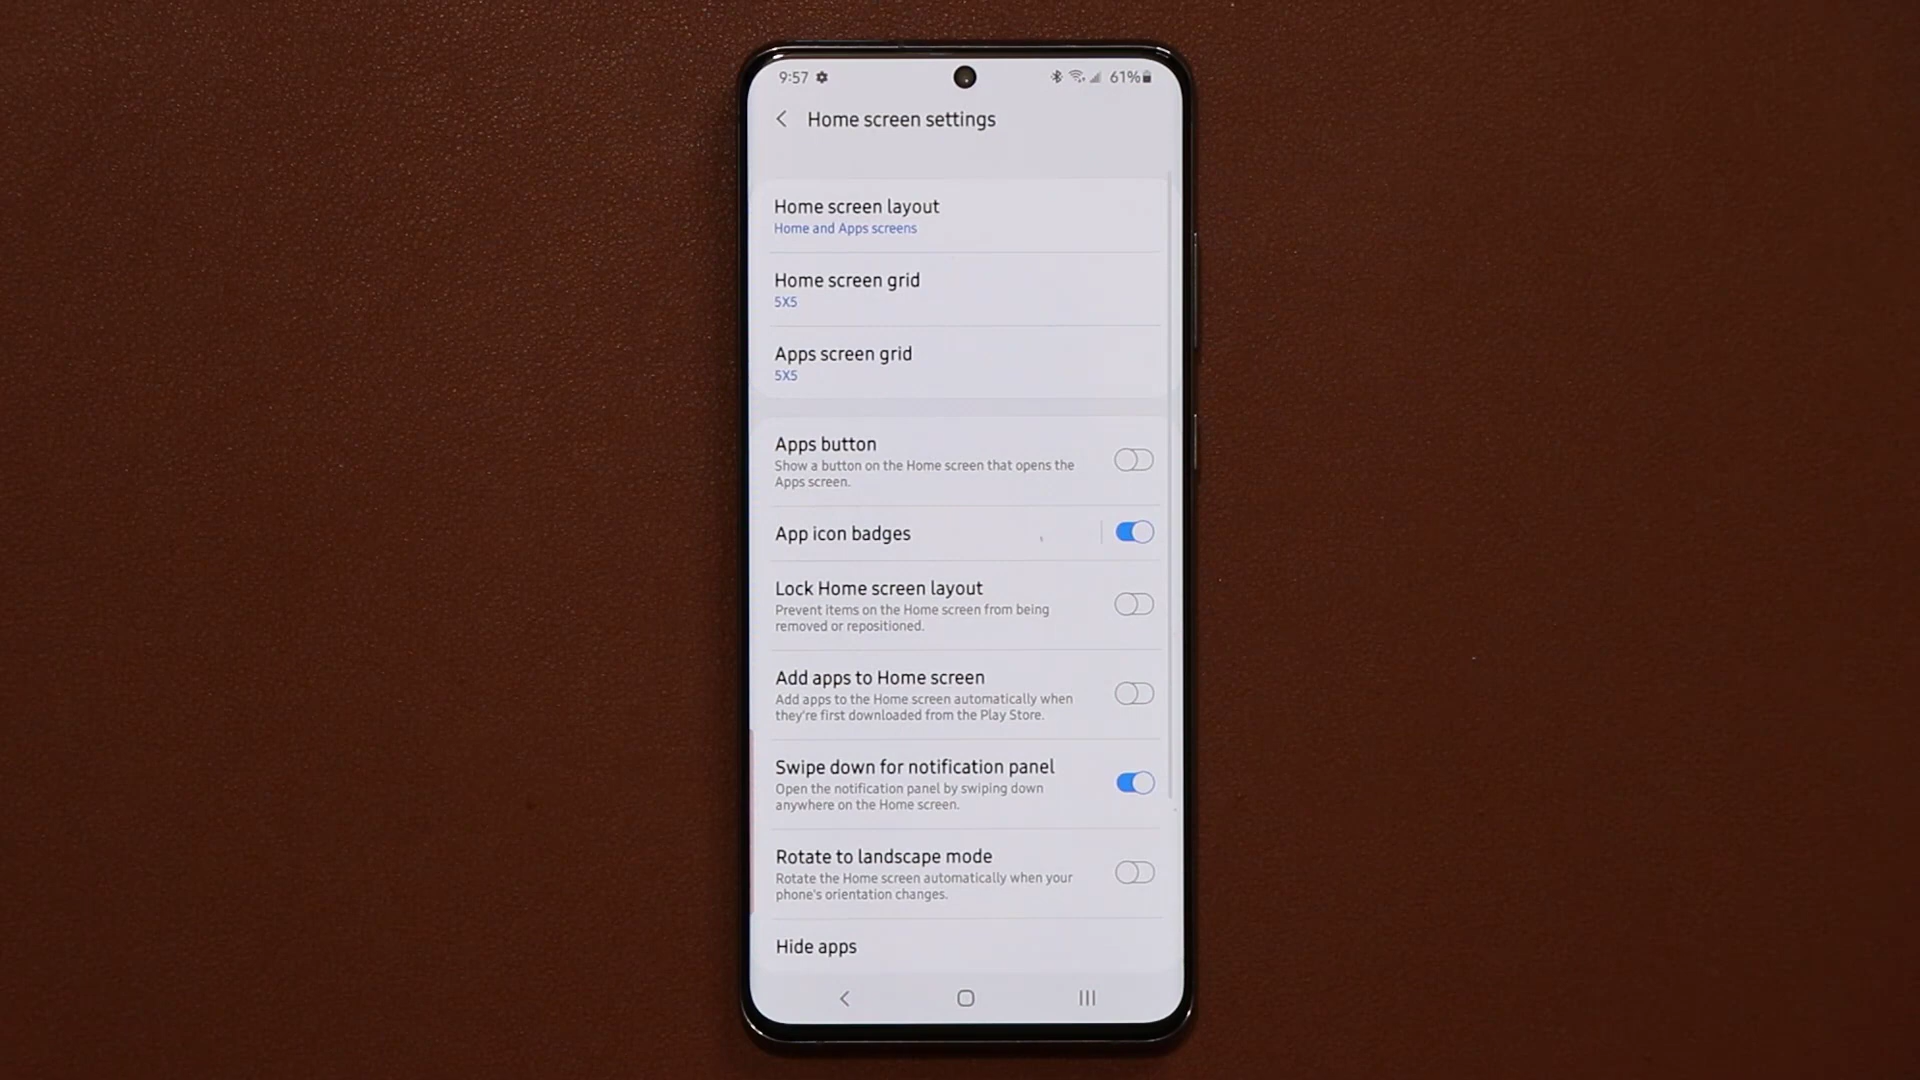 9:57 61%
Home screen settings
Home screen layout
Home and Apps screens
Home screen grid
5X5
Apps screen grid
5X5
Apps button
Show a button on the Home screen that opens the
Apps screen.
App icon badges
Lock Home screen layout
Prevent items on the Home screen from being
removed or repositioned.
Add apps to Home screen
Add apps to the Home screen automatically when
they're first downloaded from the Play Store.
Swipe down for notification panel
Open the notification panel by swiping down
anywhere on the Home screen.
Rotate to landscape mode
Rotate the Home screen automatically when your
phone's orientation changes.
Hide apps